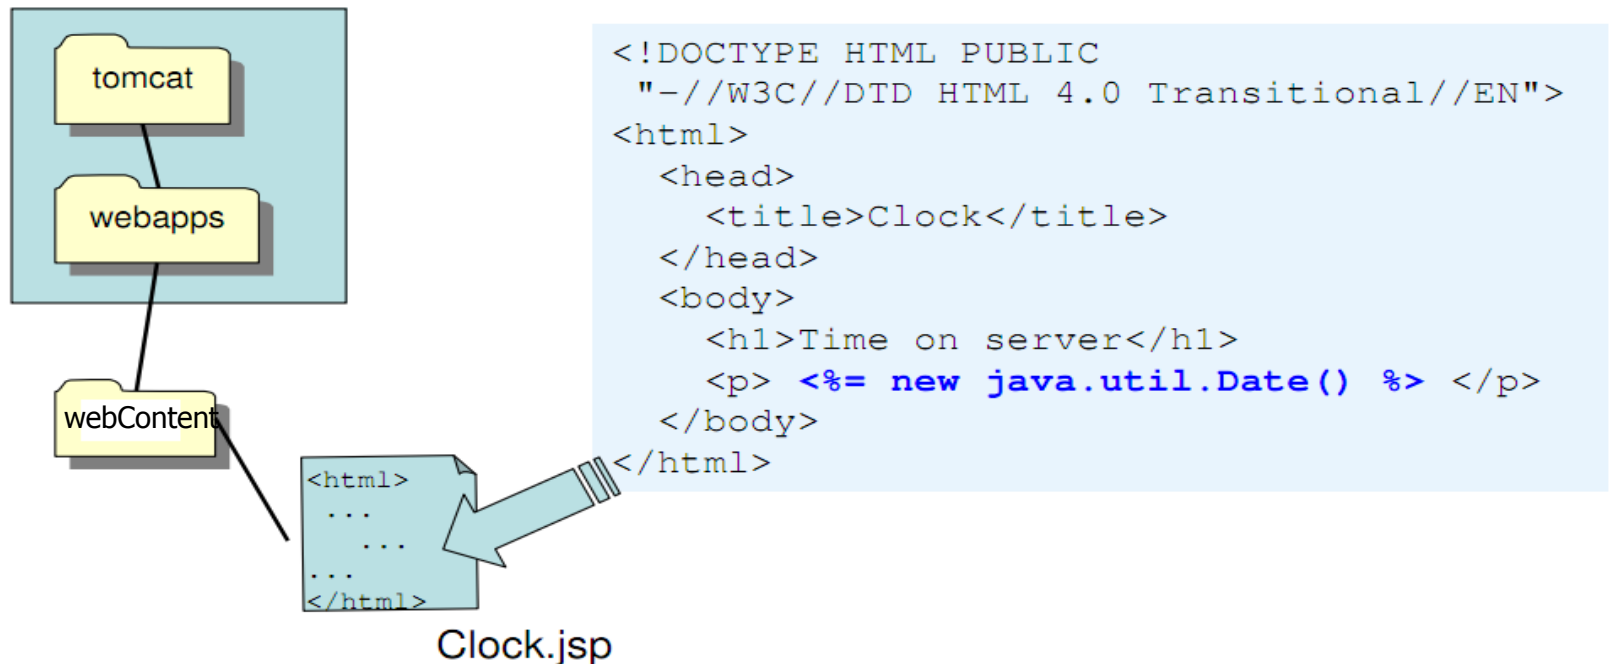 tomcat
webapps
webContent
<!DOCTYPE HTML PUBLIC
"-//W3C//DTD HTML 4.0 Transitional//EN">
<html>
<head>
<title>Clock</title>
</head>
<body>
<h1>Time on server</h1>
<p> <%= new java.util.Date() %> </p>
</body>
</html>
<html>
...
...
...
</html>
Clock.jsp